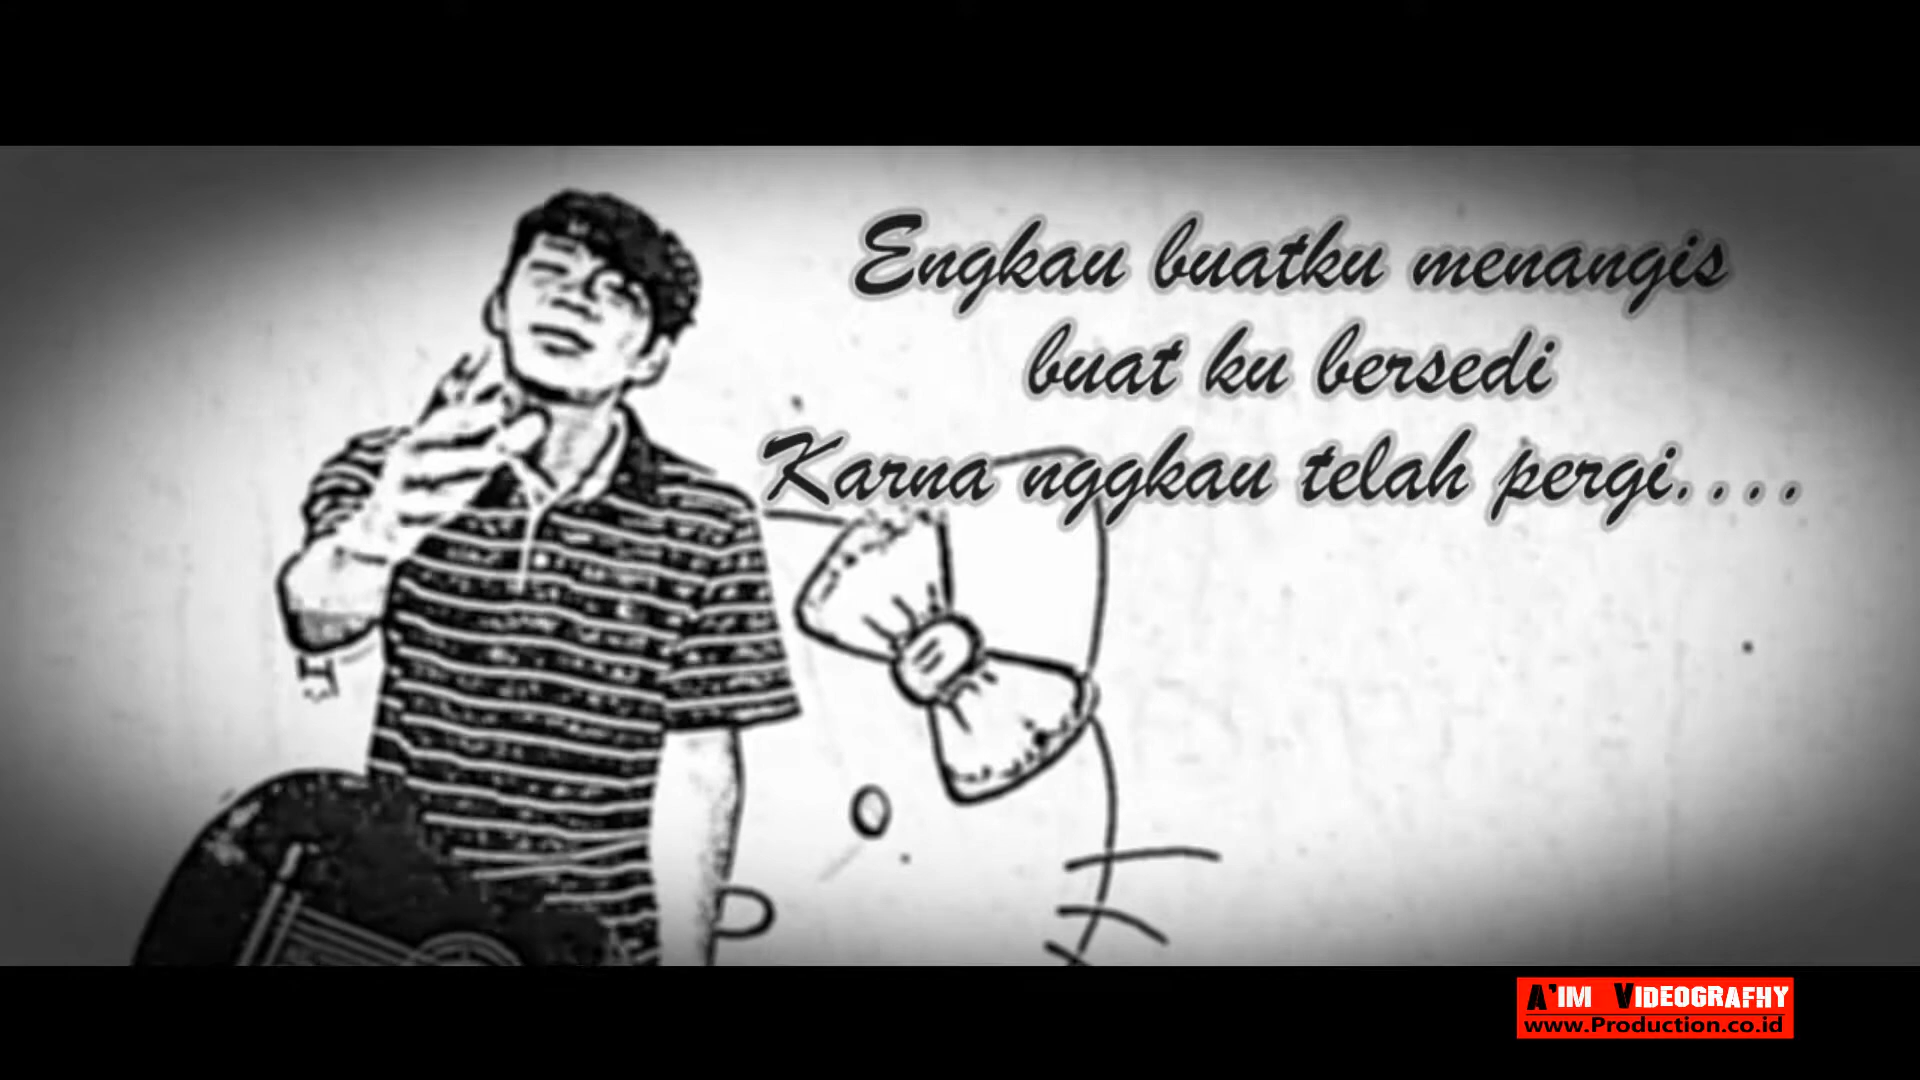 Engkau buatku menangis
buat ku bersedi
Karna nggkau telah pergi....
A'IM VIDEOGRAFHY
www.Production.co.id